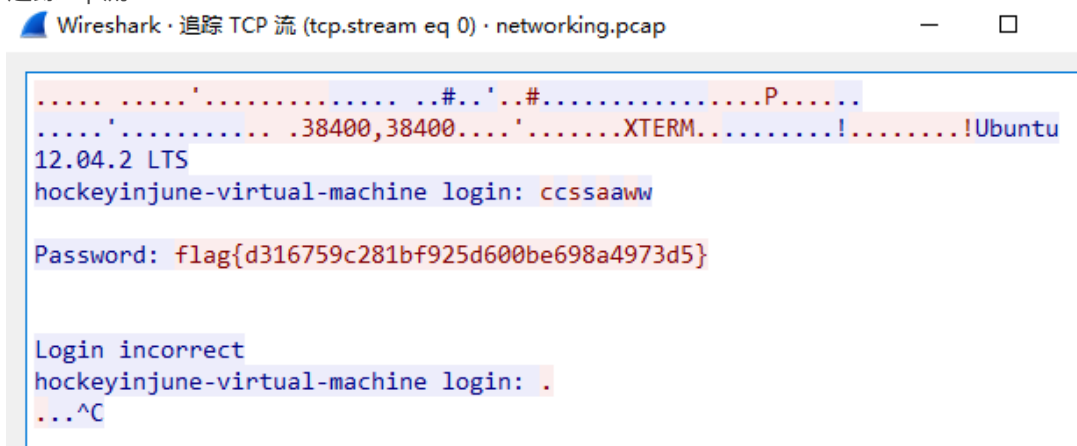 Wireshark · 追踪 TCP 流 (tcp.stream eq 0) · networking.pcap
..... .....'............. ..#..'..#................P......
.....'.......... .38400,38400....'.......XTERM..........!........!Ubuntu
12.04.2 LTS
hockeyinjune-virtual-machine login: ccssaaww
Password: flag{d316759c281bf925d600be698a4973d5}
Login incorrect
hockeyinjune-virtual-machine login: .
...^C